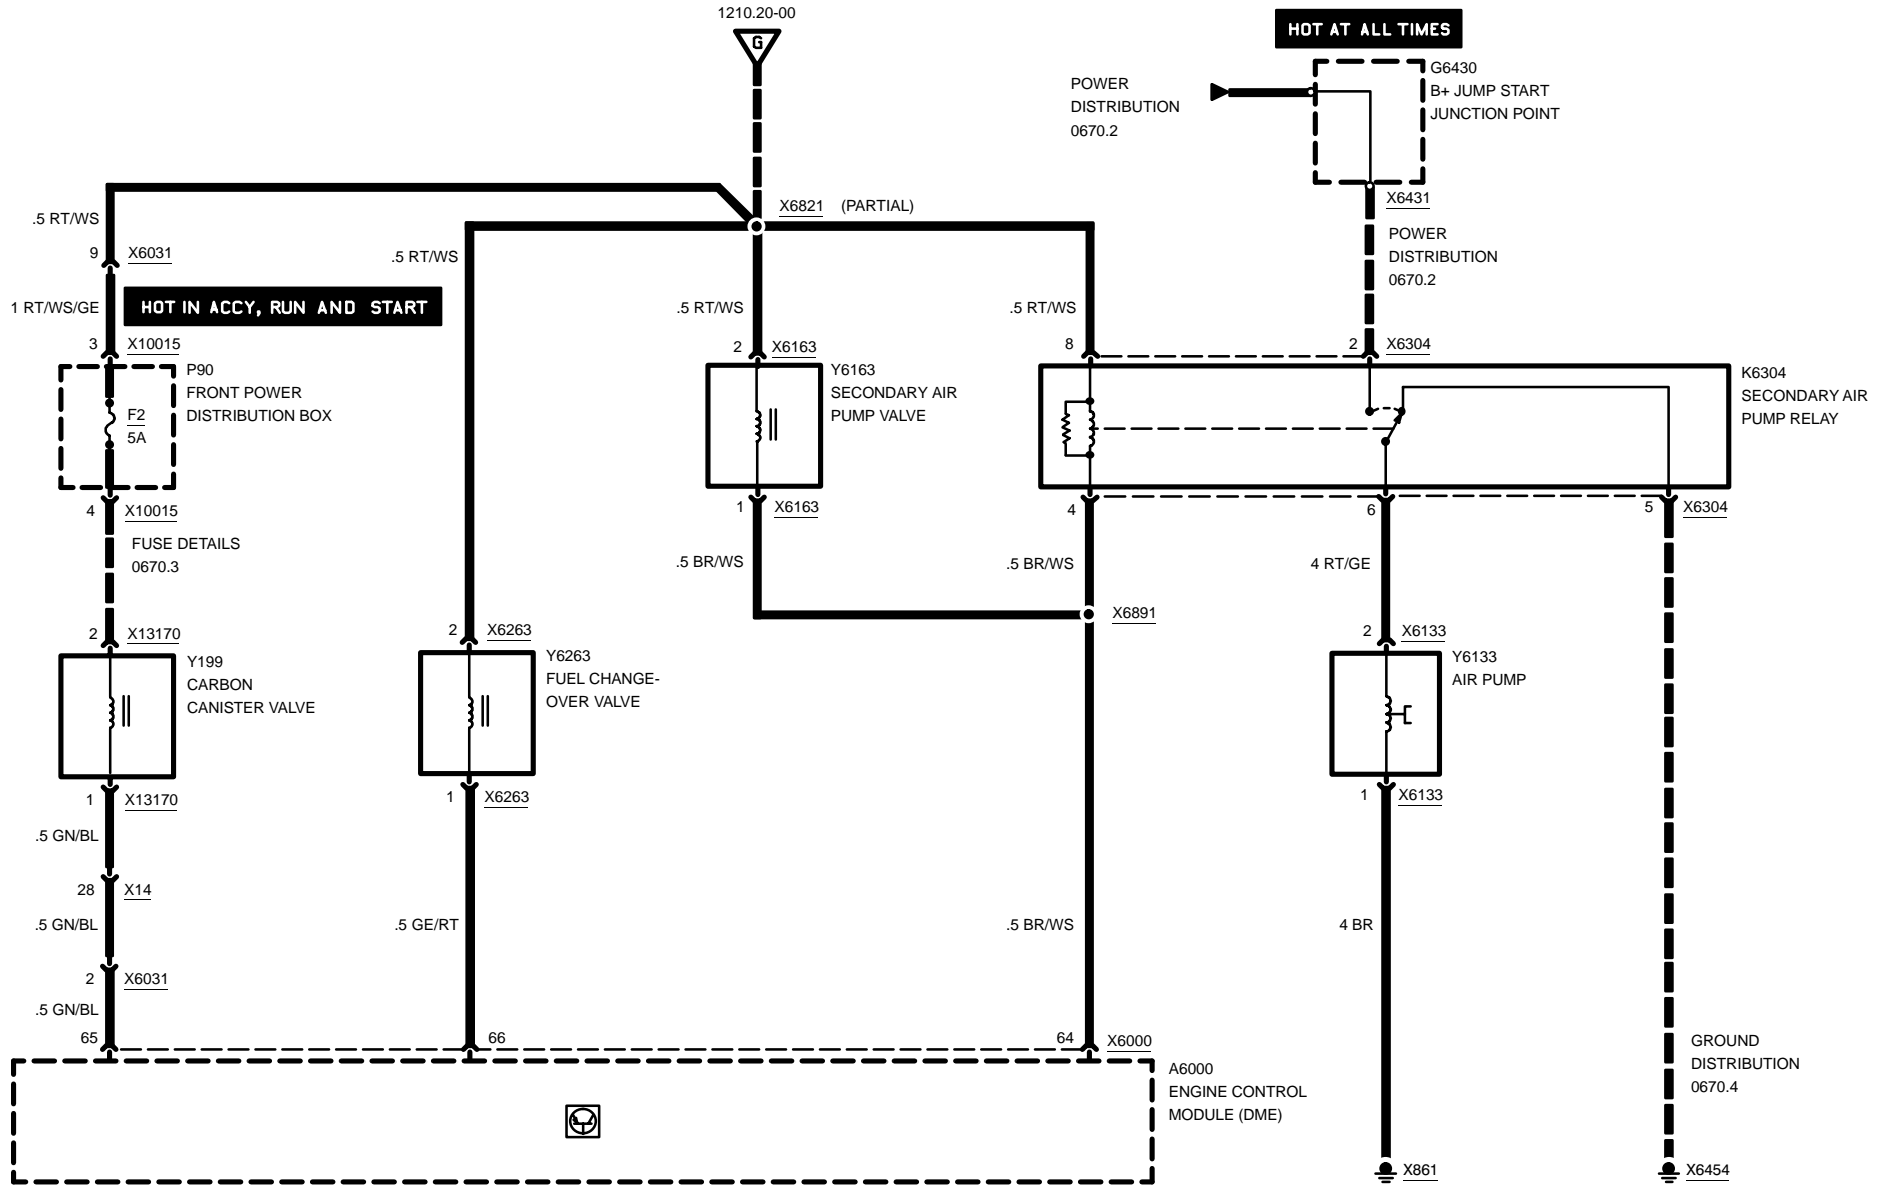 1210.20-00
G
HOT AT ALL TIMES
G6430
B+ JUMP START
JUNCTION POINT
POWER
DISTRIBUTION
0670.2
X6431
POWER
DISTRIBUTION
0670.2
X6821 (PARTIAL)
.5 RT/WS
9 X6031
.5 RT/WS
1 RT/WS/GE
HOT IN ACCY, RUN AND START
.5 RT/WS
.5 RT/WS
3 X10015
2 X6163
8
2 X6304
P90
FRONT POWER
DISTRIBUTION BOX
F2
5A
Y6163
SECONDARY AIR
PUMP VALVE
K6304
SECONDARY AIR
PUMP RELAY
4 X10015
1 X6163
4
6
5 X6304
FUSE DETAILS
0670.3
.5 BR/WS
.5 BR/WS
4 RT/GE
X6891
2 X13170
2 X6263
2 X6133
Y199
CARBON
CANISTER VALVE
Y6263
FUEL CHANGE-
OVER VALVE
Y6133
AIR PUMP
1 X13170
1 X6263
1 X6133
.5 GN/BL
28 X14
.5 GN/BL
.5 GE/RT
.5 BR/WS
4 BR
2 X6031
.5 GN/BL
65
66
64 X6000
A6000
ENGINE CONTROL
MODULE (DME)
GROUND
DISTRIBUTION
0670.4
X861
X6454